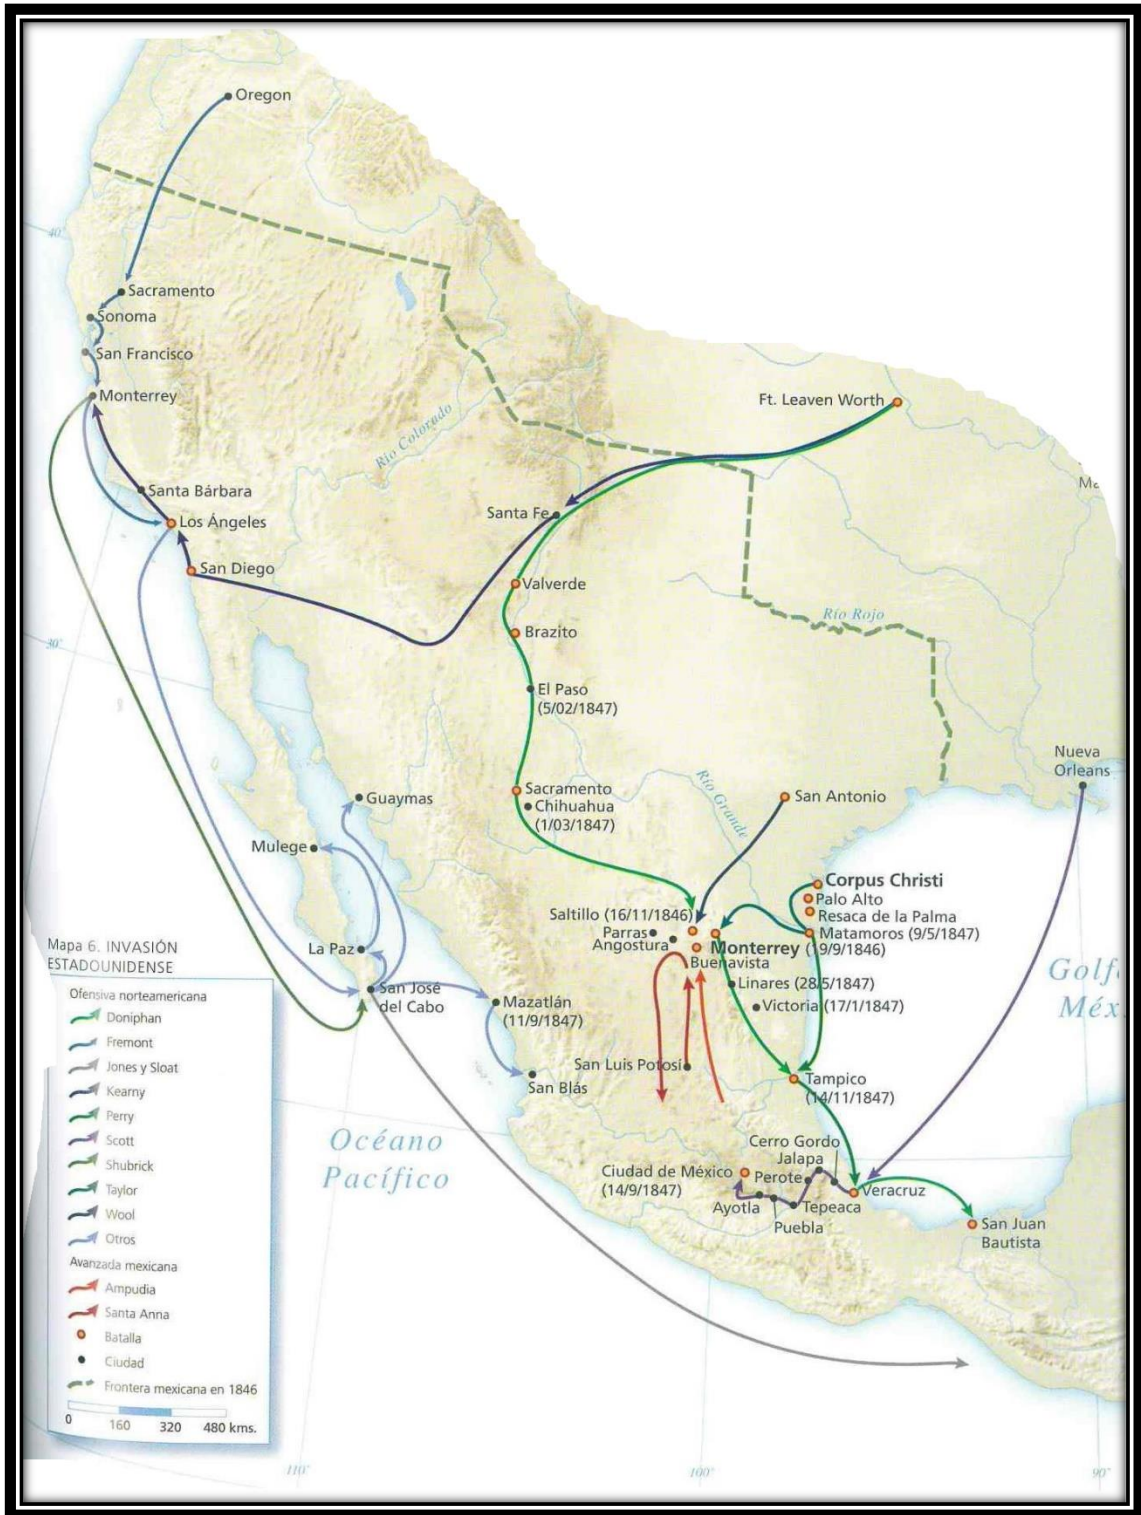 Oregon
40°
Sacramento
Sonoma
San Francisco
Monterrey
Ft. Leaven Worth
Río Colorado
Santa Bárbara
Santa Fe
Los Ángeles
San Diego
Valverde
Río Rojo
Brazito
30°
El Paso
(5/02/1847)
Nueva
Orleans
Sacramento
Chihuahua
(1/03/1847)
Río Grande
San Antonio
Guaymas
Mulege
Corpus Christi
Palo Alto
Resaca de la Palma
Matamoros (9/5/1847)
Saltillo (16/11/1846)
Parras
Angostura
Monterrey (19/9/1846)
Buenavista
La Paz
Linares (28/5/1847)
Victoria (17/1/1847)
San José
del Cabo
Mazatlán
(11/9/1847)
San Luis Potosí
San Blás
Tampico
(14/11/1847)
Océano
Pacífico
Cerro Gordo
Jalapa
Ciudad de México
(14/9/1847)
Perote
Veracruz
Ayotla
Tepeaca
Puebla
San Juan
Bautista
Mapa 6. INVASIÓN
ESTADOUNIDENSE
Ofensiva norteamericana
Doniphan
Fremont
Jones y Sloat
Kearny
Perry
Scott
Shubrick
Taylor
Wool
Otros
Avanzada mexicana
Ampudia
Santa Anna
Batalla
Ciudad
Frontera mexicana en 1846
0 160 320 480 kms.
110°
100°
90°